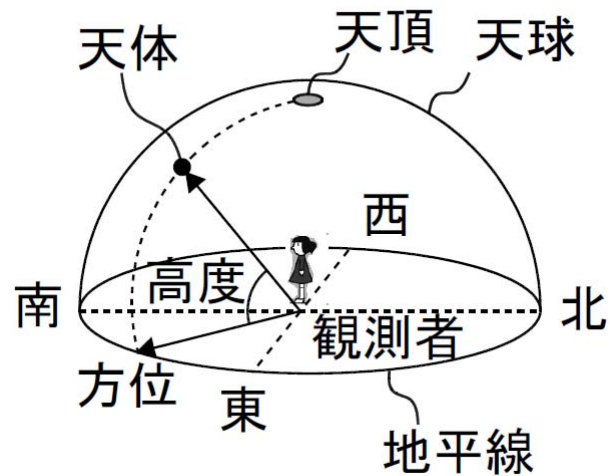 天頂
天体
天球
西
高度
南
北
観測者
方位
東
地平線